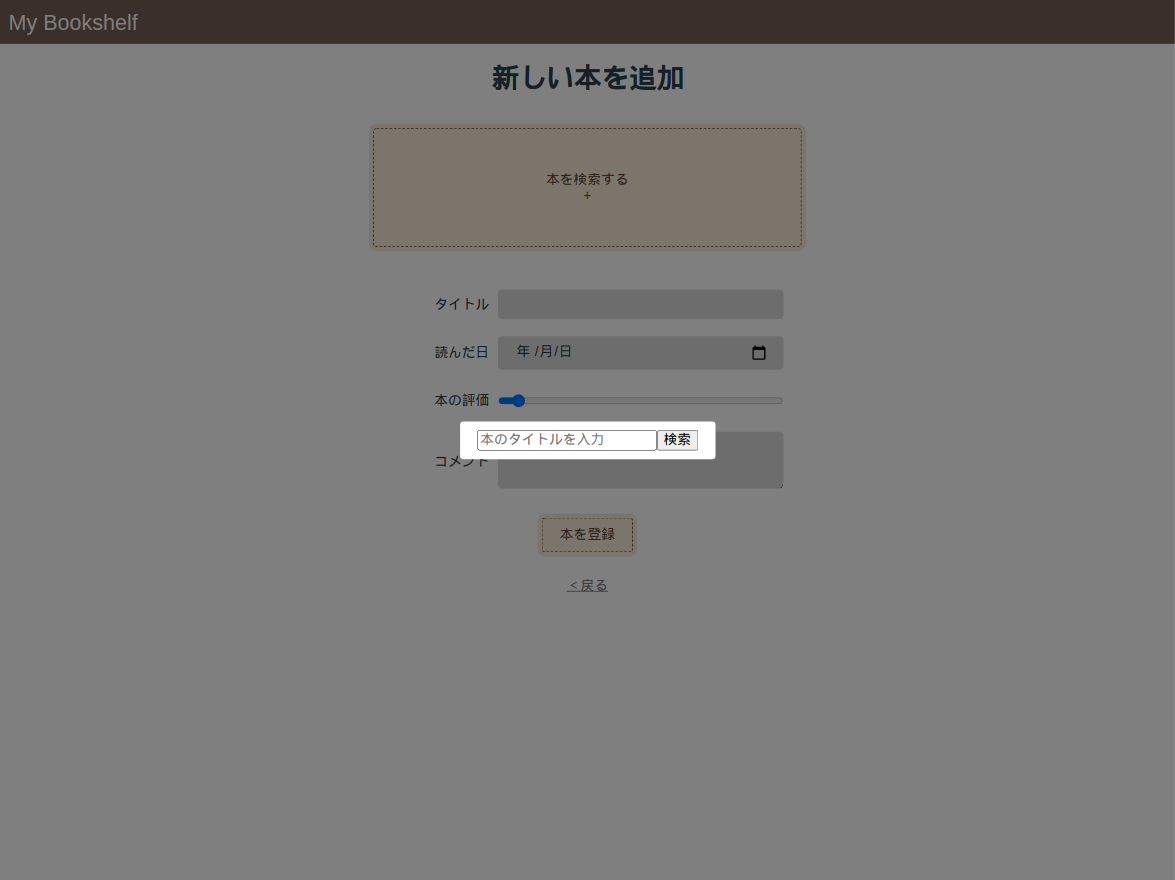 My Bookshelf
新しい本を追加
本を検索する
+
タイトル
読んだ日 年 /月/日
本の評価
本のタイトルを入力 検索
コメント
本を登録
< 戻る